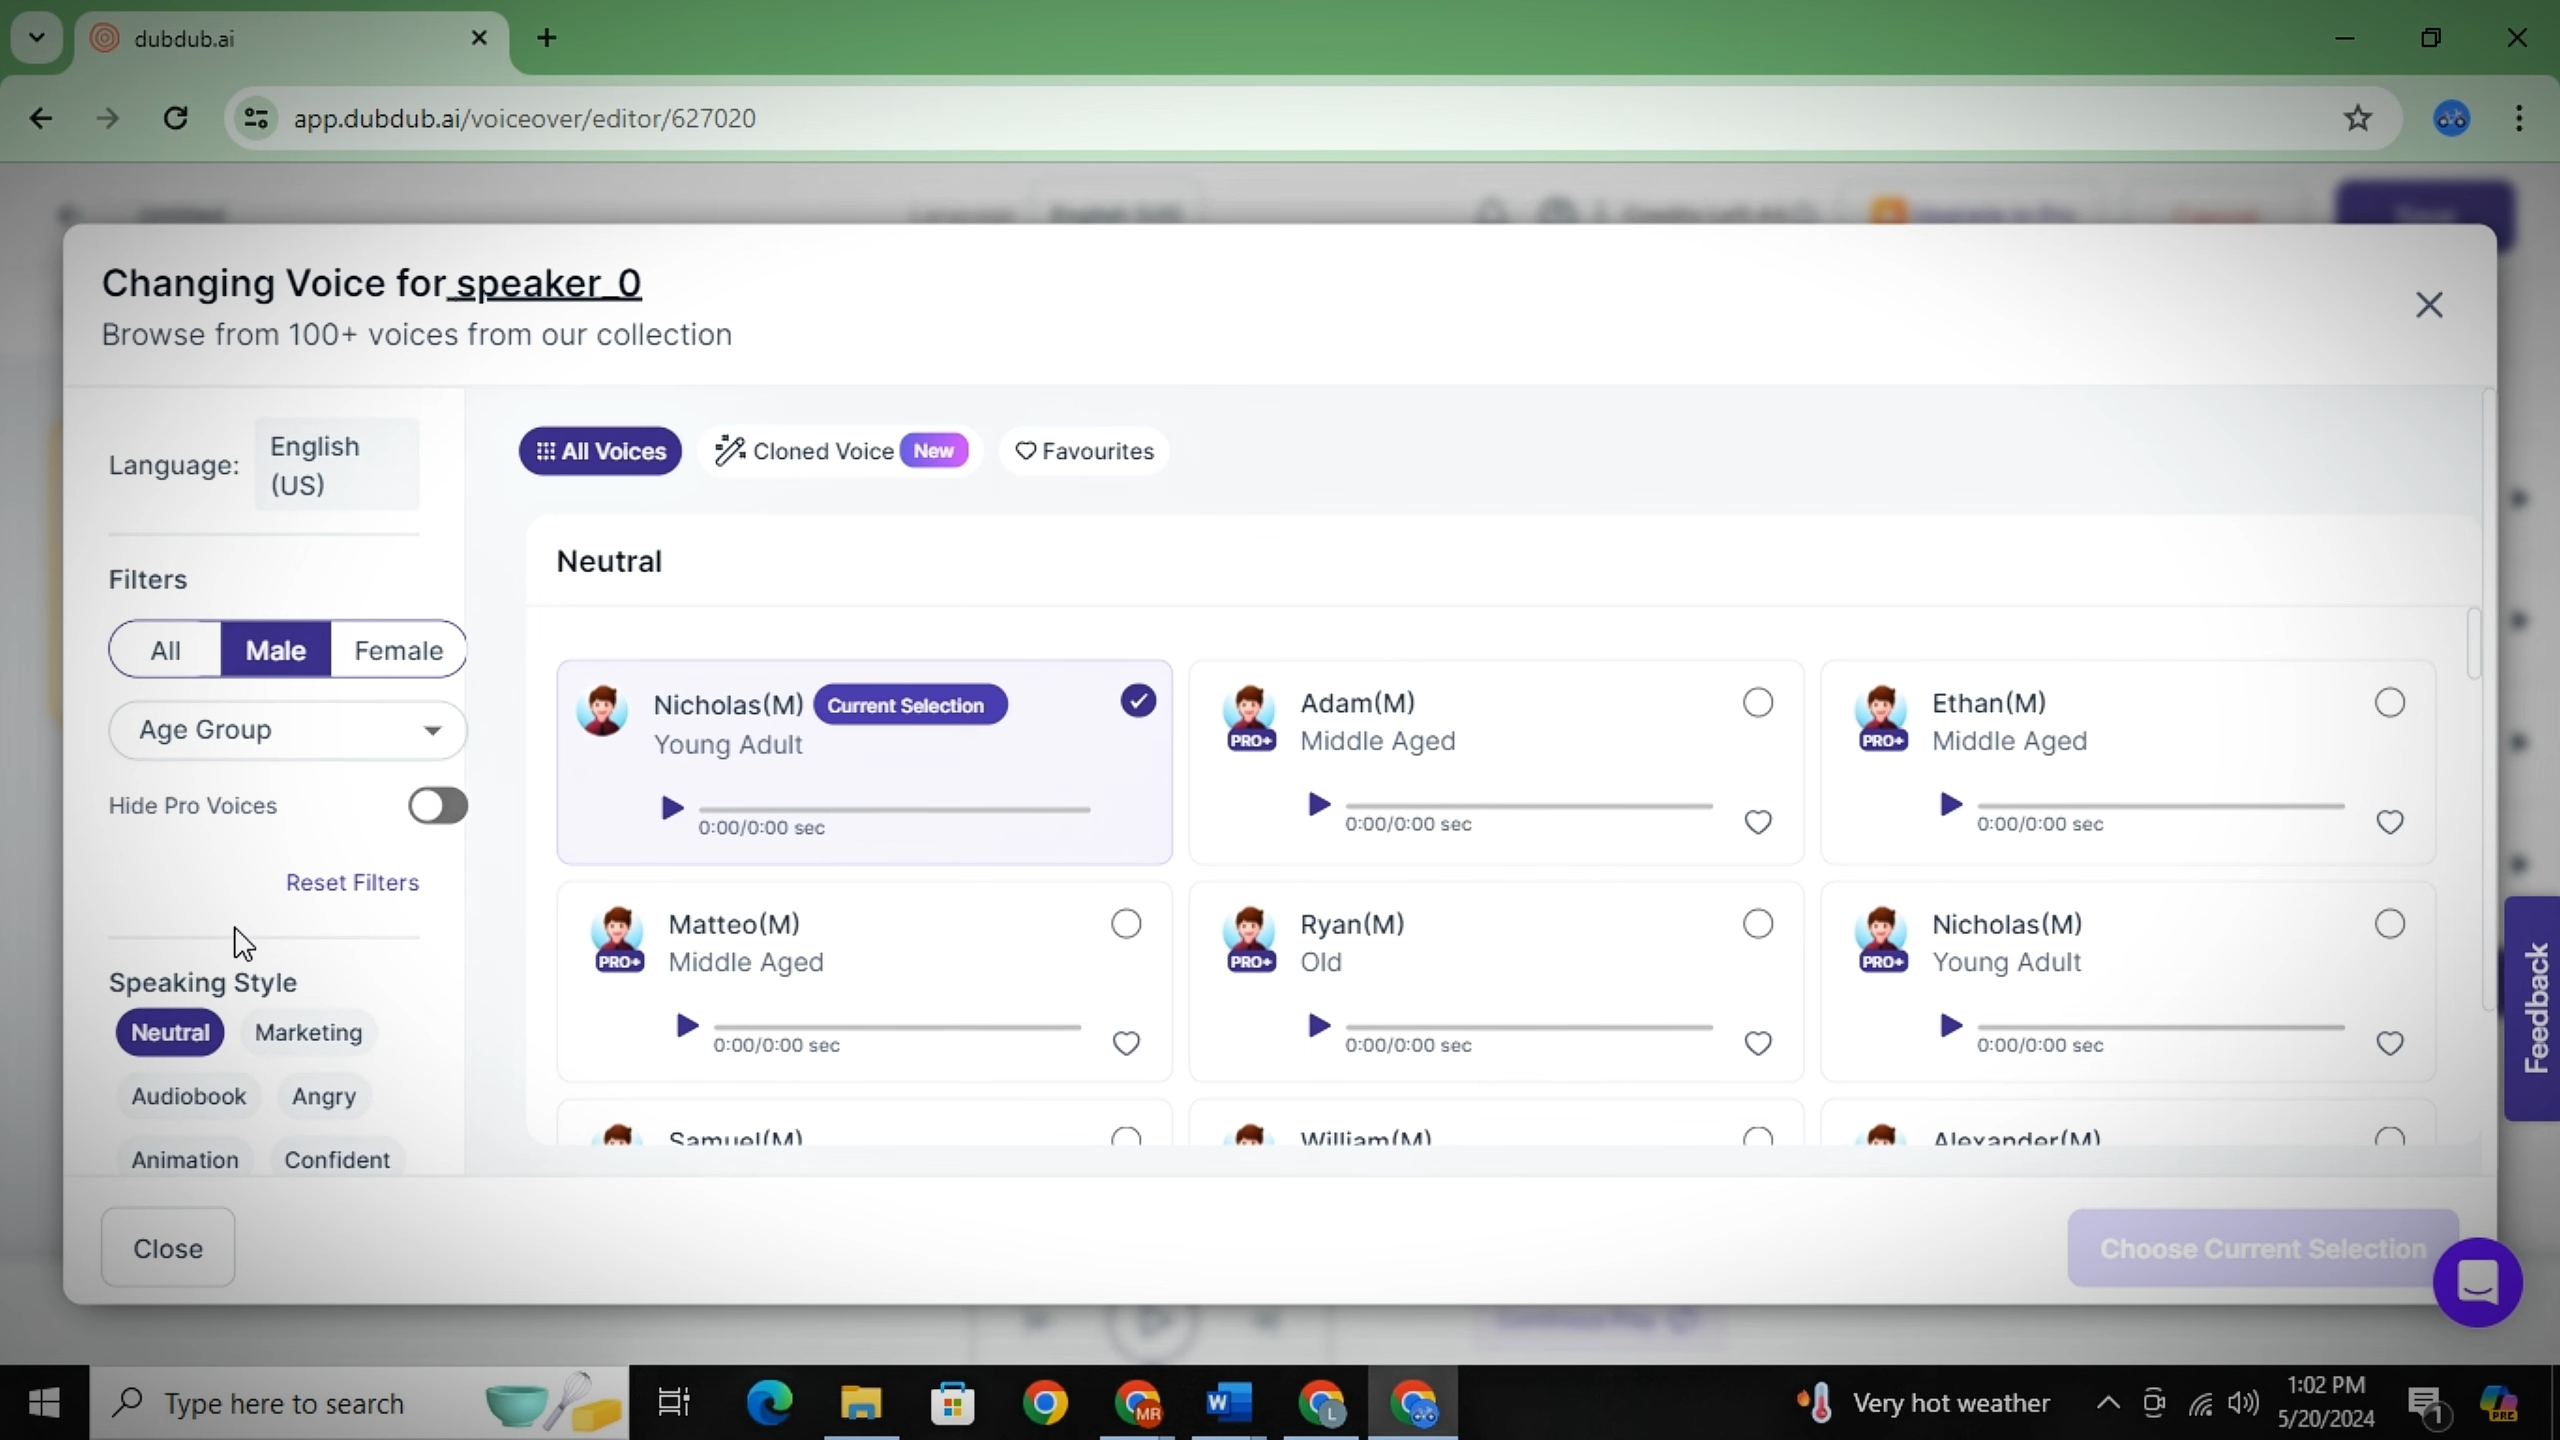 dubdub.ai
app.dubdub.ai/voiceover/editor/627020
Changing Voice for speaker_0
Browse from 100+ voices from our collection
Language: English (US)
All Voices
Cloned Voice New
Favourites
Filters
All Male Female
Age Group
Hide Pro Voices
Reset Filters
Speaking Style
Neutral Marketing
Audiobook Angry
Animation Confident
Neutral
Nicholas(M) Current Selection
Young Adult
0:00/0:00 sec
PRO+
Adam(M)
Middle Aged
0:00/0:00 sec
PRO+
Ethan(M)
Middle Aged
0:00/0:00 sec
PRO+
Matteo(M)
Middle Aged
0:00/0:00 sec
PRO+
Ryan(M)
Old
0:00/0:00 sec
PRO+
Nicholas(M)
Young Adult
0:00/0:00 sec
Samuel(M)
William(M)
Alexander(M)
Close
Choose Current Selection
Feedback
Type here to search
MR
W
L
Very hot weather
1:02 PM
5/20/2024
1
PRE